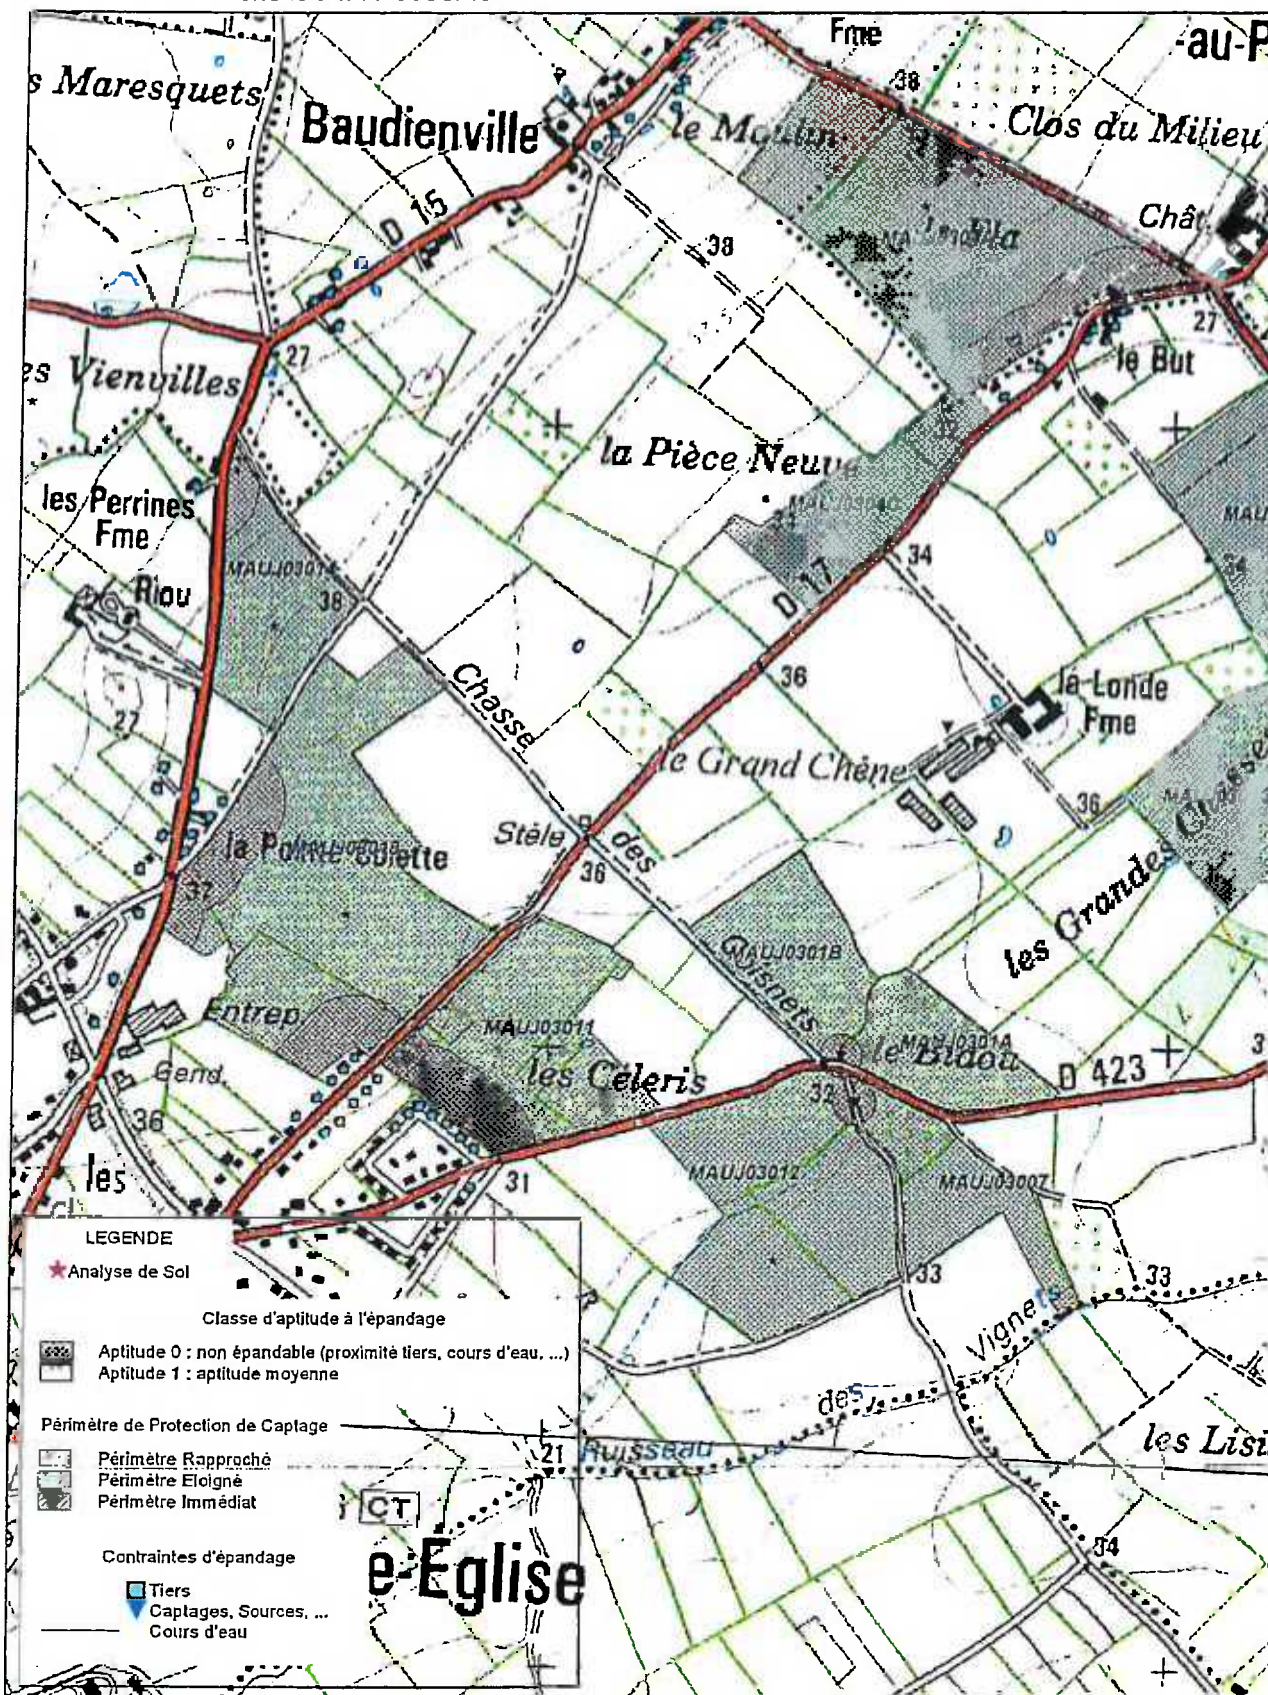 Fme
-au-P
s Maresquets
38
Baudienville
le Moulin
Clos du Milieu
D 15
Chât.
38
27
27
le But
es Vienvilles
la Pièce Neuve
les Perrines
Fme
34
34
MAUJ0301A
Riou
38
D 17
Chasse
36
la Londe
Fme
27
le Grand Chêne
36
Stèle
des
la Pointe
36
37
les Grandes
MAUJ0301B
Oisnets
Entrep.
MAUJ03011
MAUJ0301A
le Bidou
les Céleris
D 423
Gend.
32
36
MAUJ03012
MAUJ03007
les
31
33
33
Vignets
des
les Lisi
21
Ruisseau
CT
34
e-Eglise
LEGENDE
Analyse de Sol
Classe d'aptitude à l'épandage
Aptitude 0 : non épandable (proximité tiers, cours d'eau, ...)
Aptitude 1 : aptitude moyenne
Périmètre de Protection de Captage
Périmètre Rapproché
Périmètre Eloigné
Périmètre Immédiat
Contraintes d'épandage
Tiers
Captages, Sources, ...
Cours d'eau